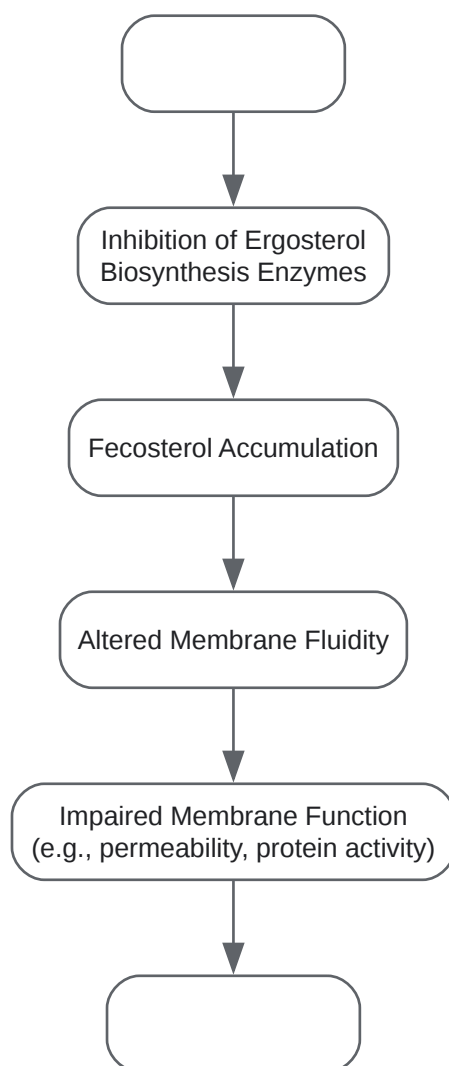 Inhibition of Ergosterol
Biosynthesis Enzymes
Fecosterol Accumulation
Altered Membrane Fluidity
Impaired Membrane Function
(e.g., permeability, protein activity)